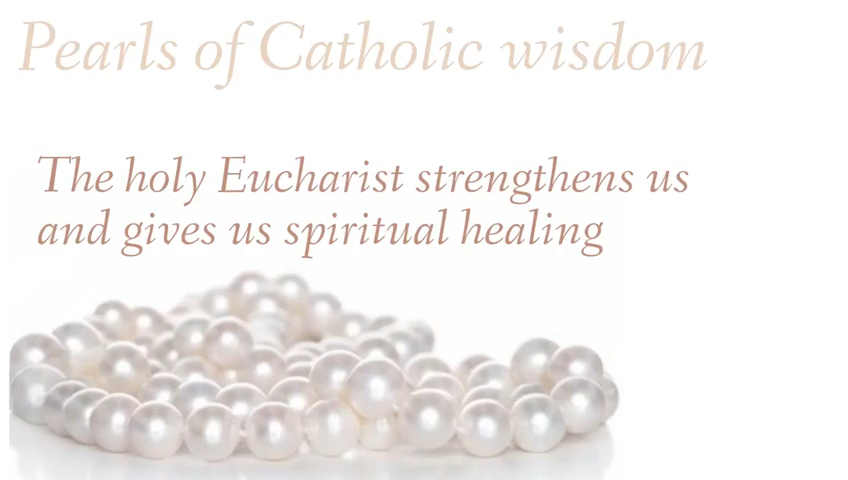 Pearls of Catholic wisdom
The holy Eucharist strengthens us
and gives us spiritual healing